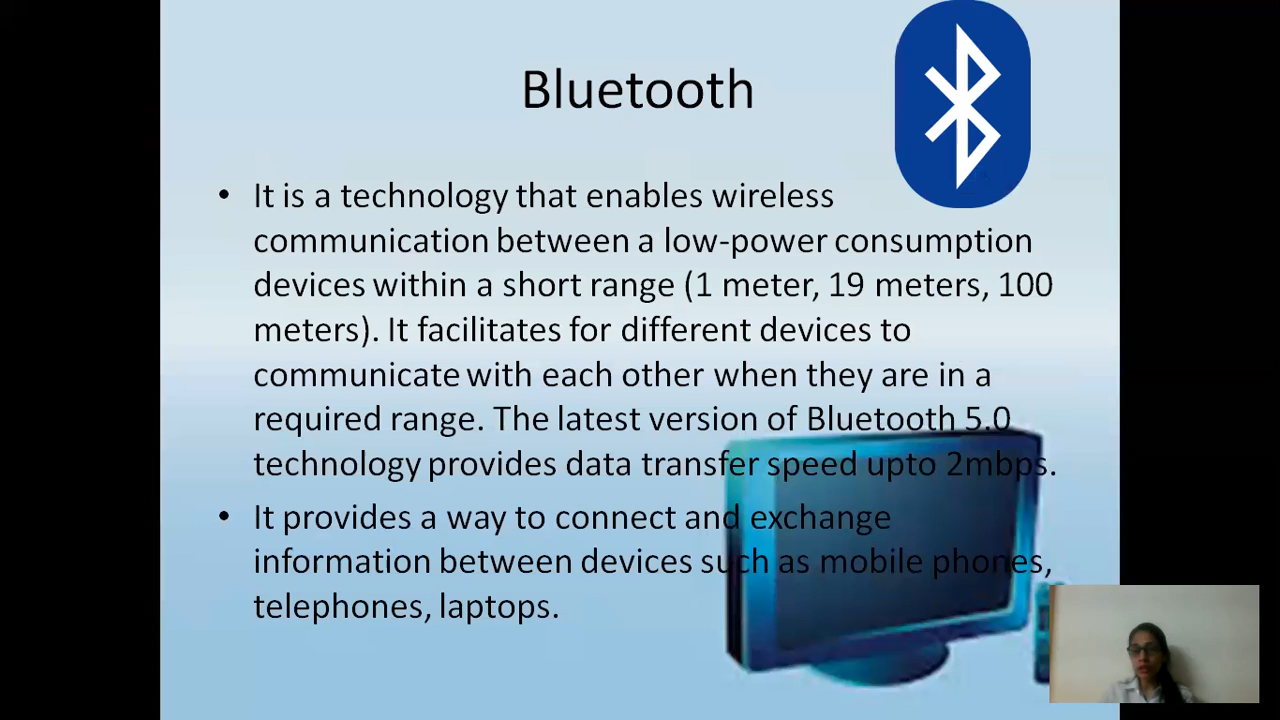 Bluetooth
• It is a technology that enables wireless
communication between a low-power consumption
devices within a short range (1 meter, 19 meters, 100
meters). It facilitates for different devices to
communicate with each other when they are in a
required range. The latest version of Bluetooth 5.0
technology provides data transfer speed upto 2mbps.
• It provides a way to connect and exchange
information between devices such as mobile phones,
telephones, laptops.